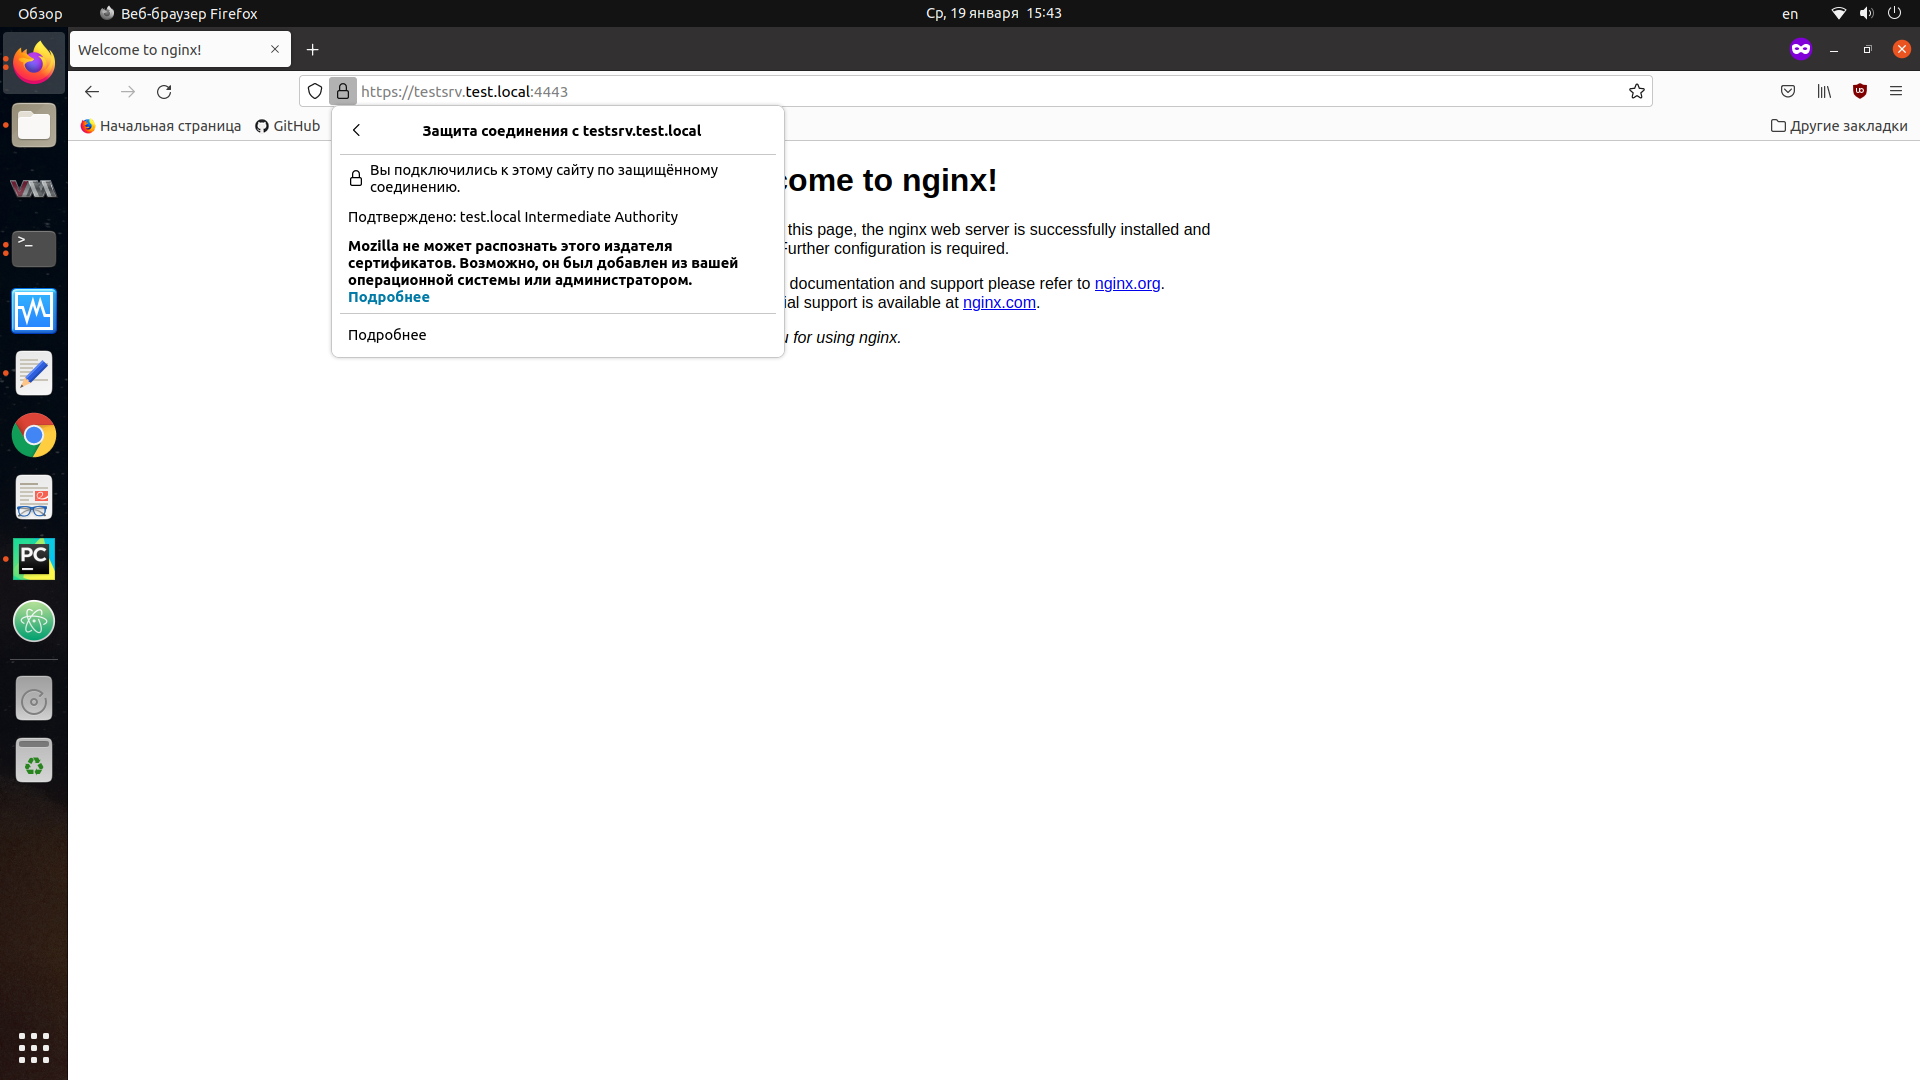 Обзор
Веб-браузер Firefox
Ср, 19 января 15:43
en
Welcome to nginx!
https://testsrv.test.local:4443
Начальная страница
GitHub
Другие закладки
Защита соединения с testsrv.test.local
Вы подключились к этому сайту по защищённому
соединению.
Подтверждено: test.local Intermediate Authority
Mozilla не может распознать этого издателя
сертификатов. Возможно, он был добавлен из вашей
операционной системы или администратором.
Подробнее
Подробнее
come to nginx!
this page, the nginx web server is successfully installed and
Further configuration is required.
documentation and support please refer to nginx.org.
ial support is available at nginx.com.
for using nginx.
PC